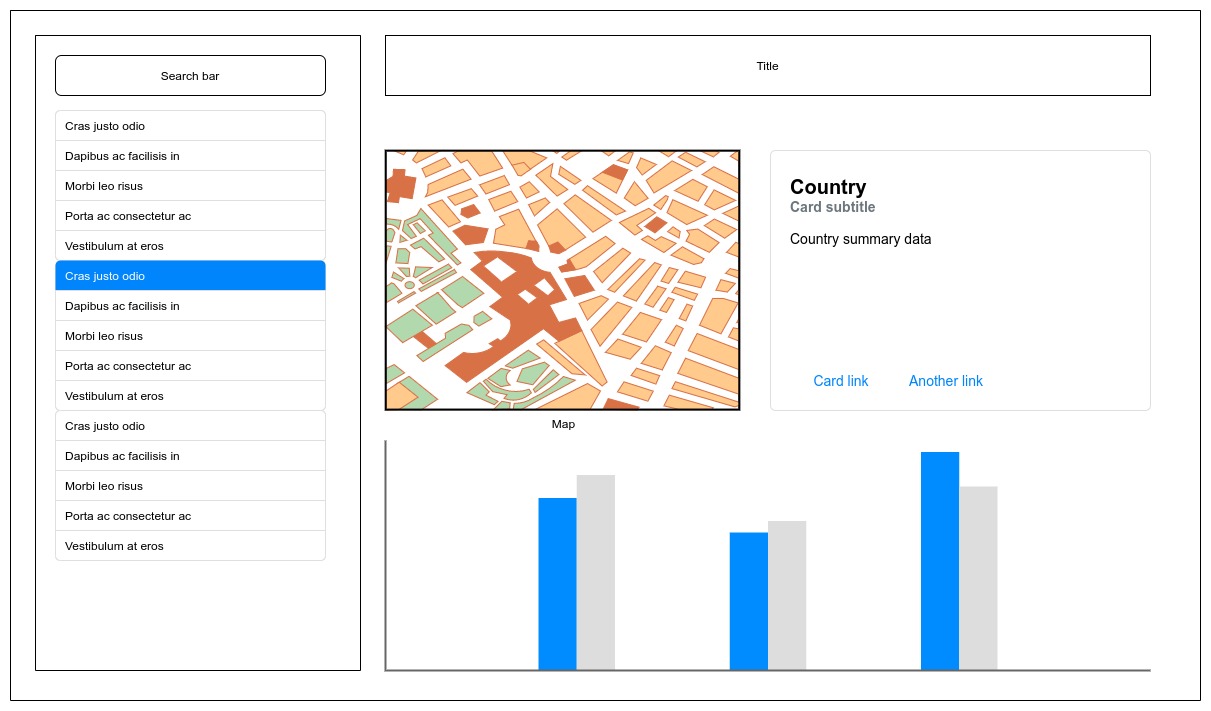 Search bar
Cras justo odio
Dapibus ac facilisis in
Morbi leo risus
Porta ac consectetur ac
Vestibulum at eros
Cras justo odio
Dapibus ac facilisis in
Morbi leo risus
Porta ac consectetur ac
Vestibulum at eros
Cras justo odio
Dapibus ac facilisis in
Morbi leo risus
Porta ac consectetur ac
Vestibulum at eros
Title
Map
Country
Card subtitle
Country summary data
Card link
Another link